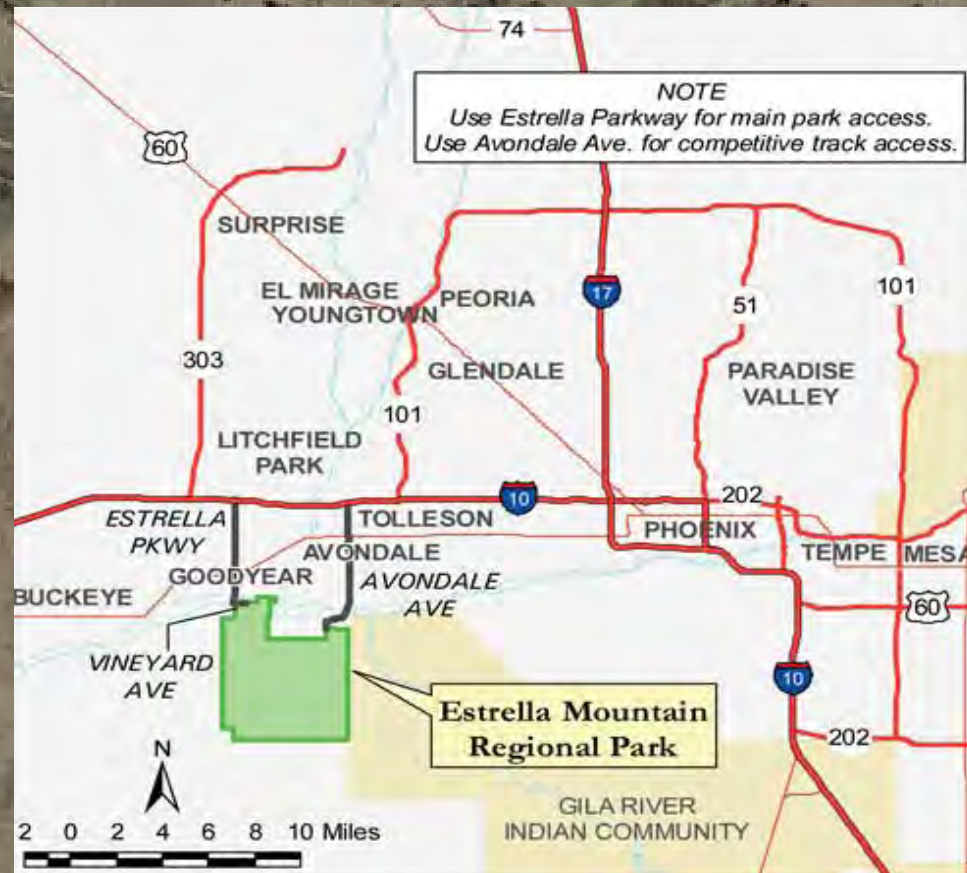 74
NOTE
Use Estrella Parkway for main park access.
Use Avondale Ave. for competitive track access.
60
SURPRISE
EL MIRAGE
YOUNGTOWN
PEORIA
17
51
101
303
GLENDALE
PARADISE
VALLEY
101
LITCHFIELD
PARK
10
202
ESTRELLA
PKWY
TOLLESON
PHOENIX
AVONDALE
TEMPE
MESA
GOODYEAR
AVONDALE
AVE
BUCKEYE
60
VINEYARD
AVE
10
Estrella Mountain
Regional Park
202
N
GILA RIVER
INDIAN COMMUNITY
2 0 2 4 6 8 10 Miles